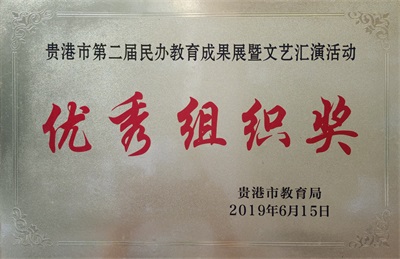 贵港市第二届民办教育成果展暨文艺汇演活动
优秀组织奖
贵港市教育局
2019年6月15日